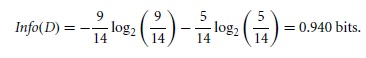 Info(D) = −9/14 log₂(9/14) − 5/14 log₂(5/14) = 0.940 bits.